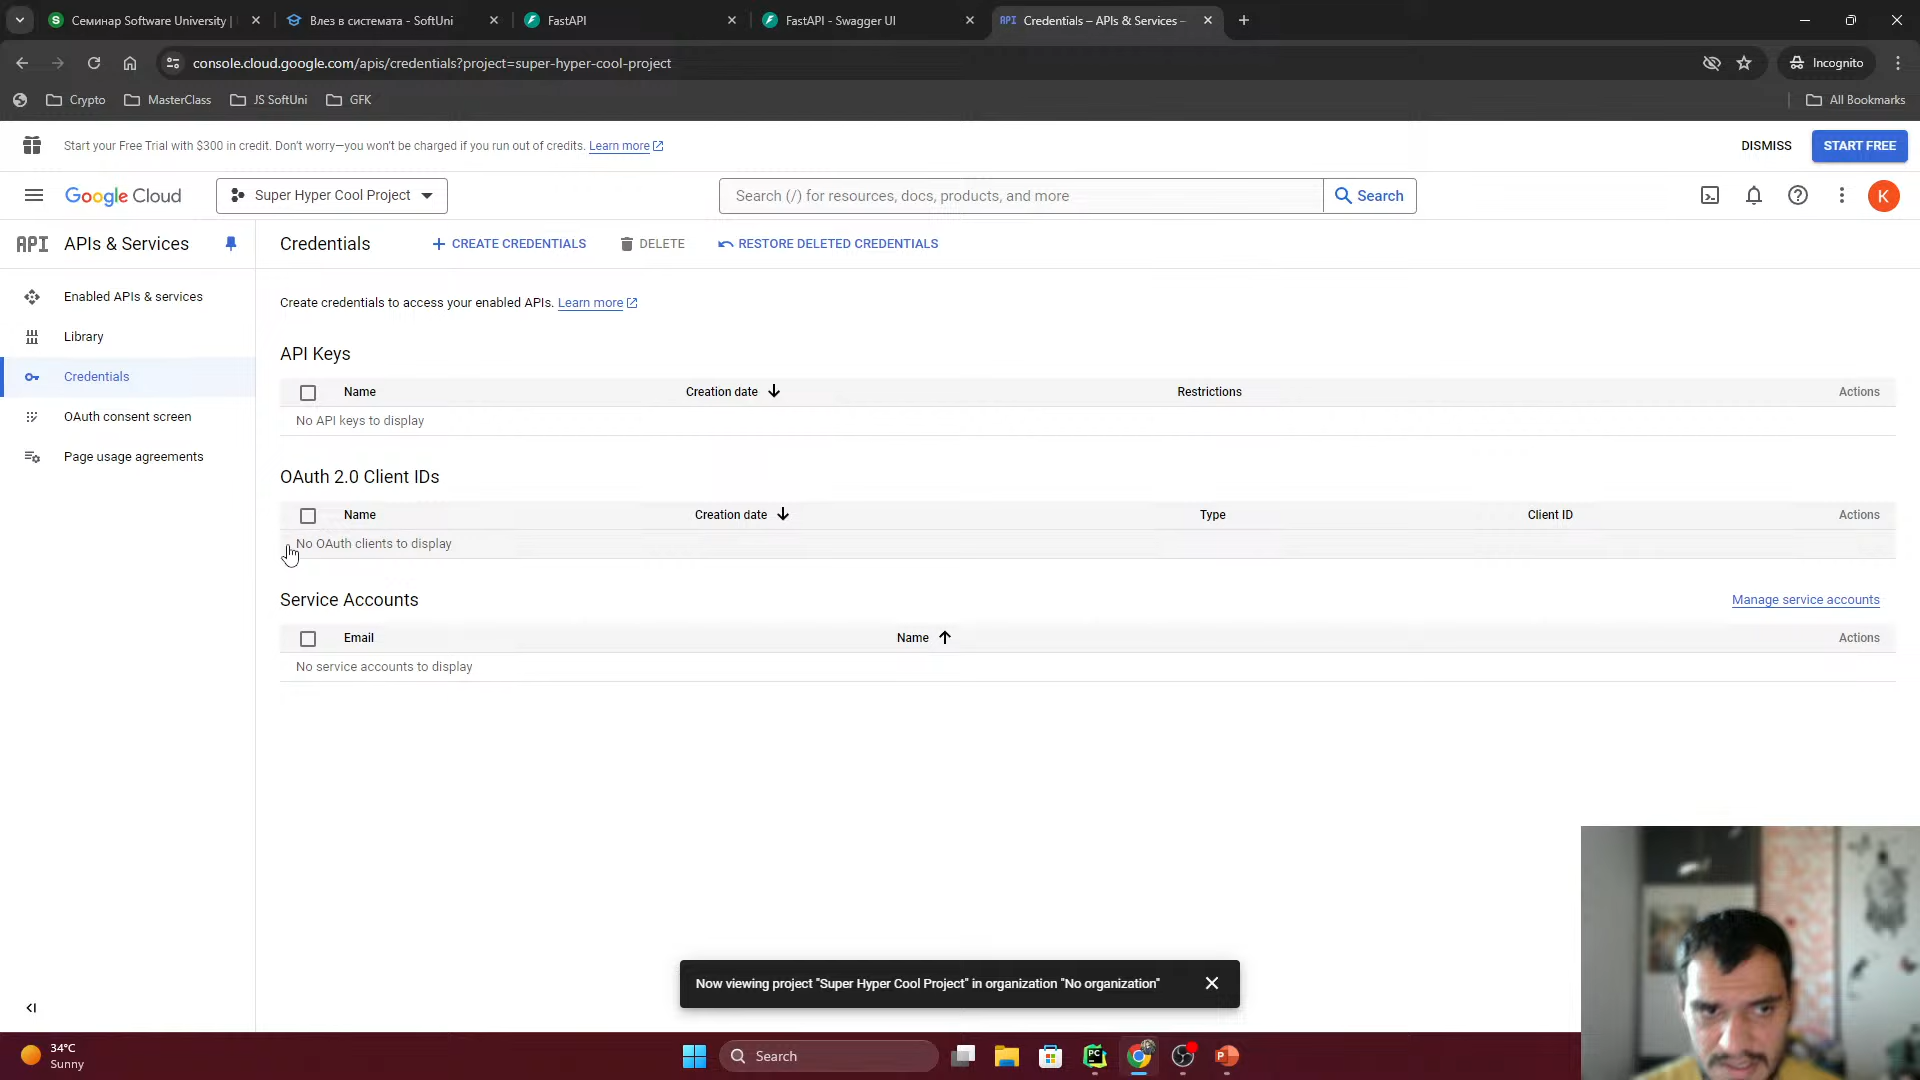 Семинар Software University |
Влез в системата - SoftUni
FastAPI
FastAPI - Swagger UI
API Credentials – APIs & Services –
console.cloud.google.com/apis/credentials?project=super-hyper-cool-project
Incognito
Crypto
MasterClass
JS SoftUni
GFK
All Bookmarks
Start your Free Trial with $300 in credit. Don't worry—you won't be charged if you run out of credits. Learn more
DISMISS
START FREE
Google Cloud
Super Hyper Cool Project
Search (/) for resources, docs, products, and more
Search
K
API APIs & Services
Credentials
CREATE CREDENTIALS
DELETE
RESTORE DELETED CREDENTIALS
Enabled APIs & services
Library
Credentials
OAuth consent screen
Page usage agreements
Create credentials to access your enabled APIs. Learn more
API Keys
Name Creation date Restrictions Actions
No API keys to display
OAuth 2.0 Client IDs
Name Creation date Type Client ID Actions
No OAuth clients to display
Service Accounts
Manage service accounts
Email Name Actions
No service accounts to display
Now viewing project "Super Hyper Cool Project" in organization "No organization"
34°C
Sunny
Search